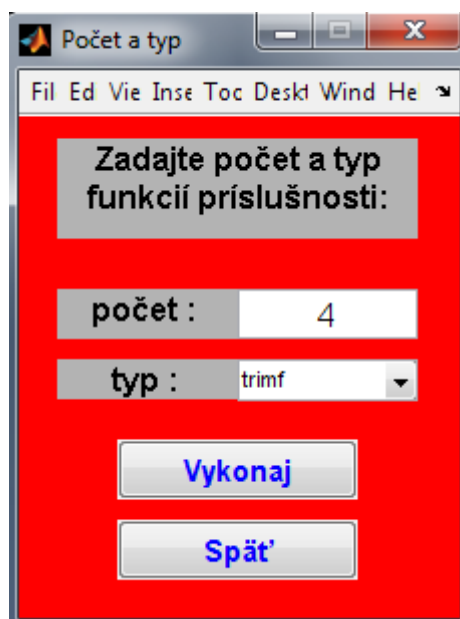 Počet a typ
Fil Ed Vie Inse Toc Deskt Wind He
Zadajte počet a typ
funkcií príslušnosti:
počet : 4
typ : trimf
Vykonaj
Späť